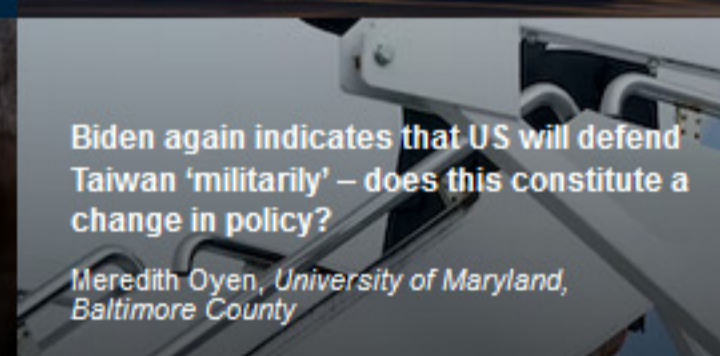 Biden again indicates that US will defend
Taiwan ‘militarily’ – does this constitute a
change in policy?
Meredith Oyen, University of Maryland,
Baltimore County